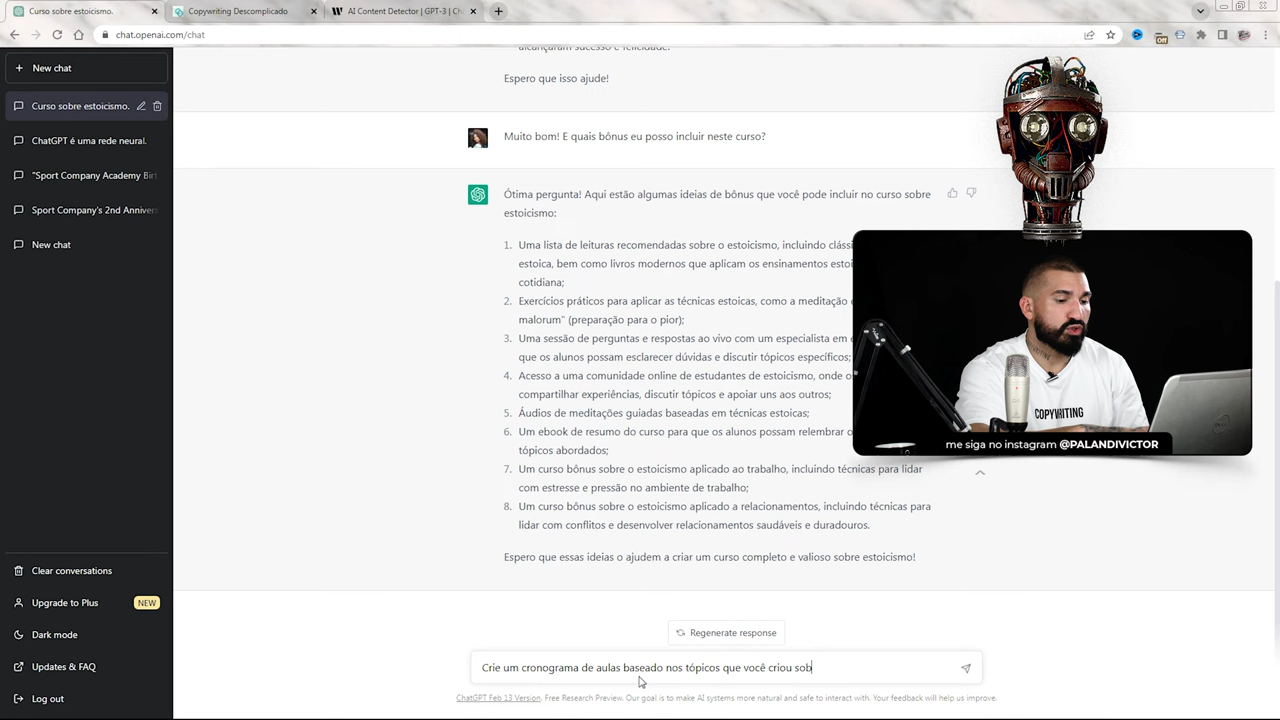 Curso sobre estoicismo.
Copywriting Descomplicado
AI Content Detector | GPT-3 | Ch
chat.openai.com/chat
Off
New chat
Curso sobre estoicismo.
ChatGPT é uma rede neural.
"Sport Company Academy Birt
Sport Company's 2nd Annivers
New chat
Clear conversations
Upgrade to Plus NEW
Dark mode
Updates & FAQ
Log out
alcançaram sucesso e felicidade.
Espero que isso ajude!
Muito bom! E quais bônus eu posso incluir neste curso?
Ótima pergunta! Aqui estão algumas ideias de bônus que você pode incluir no curso sobre
estoicismo:
1. Uma lista de leituras recomendadas sobre o estoicismo, incluindo clássi
estoica, bem como livros modernos que aplicam os ensinamentos estoi
cotidiana;
2. Exercícios práticos para aplicar as técnicas estoicas, como a meditação e
malorum" (preparação para o pior);
3. Uma sessão de perguntas e respostas ao vivo com um especialista em e
que os alunos possam esclarecer dúvidas e discutir tópicos específicos;
4. Acesso a uma comunidade online de estudantes de estoicismo, onde o
compartilhar experiências, discutir tópicos e apoiar uns aos outros;
5. Áudios de meditações guiadas baseadas em técnicas estoicas;
6. Um ebook de resumo do curso para que os alunos possam relembrar o
tópicos abordados;
7. Um curso bônus sobre o estoicismo aplicado ao trabalho, incluindo técnicas para lidar
com estresse e pressão no ambiente de trabalho;
8. Um curso bônus sobre o estoicismo aplicado a relacionamentos, incluindo técnicas para
lidar com conflitos e desenvolver relacionamentos saudáveis e duradouros.
Espero que essas ideias o ajudem a criar um curso completo e valioso sobre estoicismo!
COPYWRITING
me siga no instagram @PALANDIVICTOR
Regenerate response
Crie um cronograma de aulas baseado nos tópicos que você criou sob
ChatGPT Feb 13 Version. Free Research Preview. Our goal is to make AI systems more natural and safe to interact with. Your feedback will help us improve.